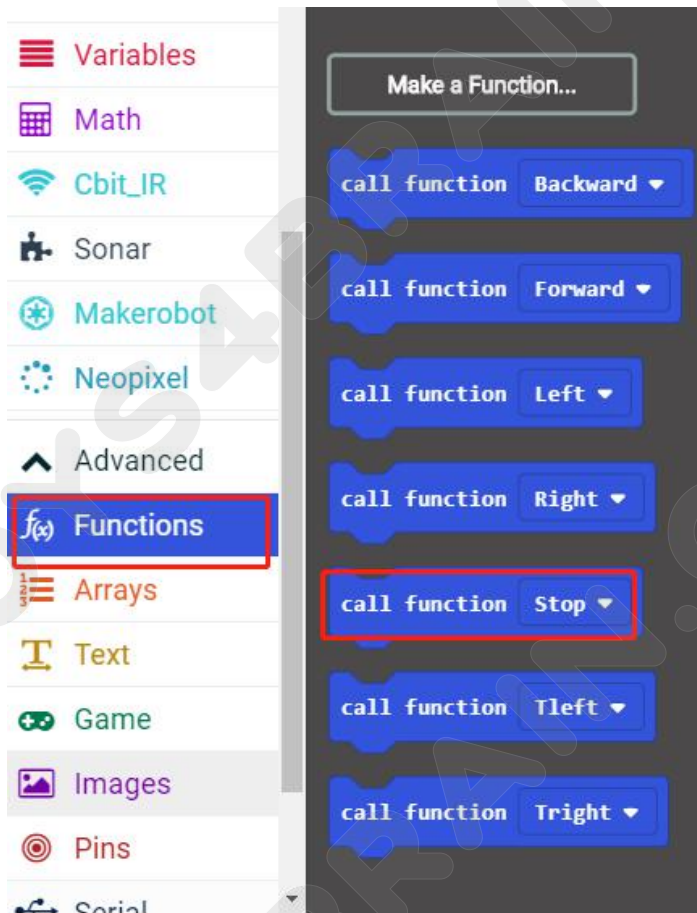 Variables
Math
Cbit_IR
Sonar
Makerobot
Neopixel
Advanced
f(x) Functions
Arrays
Text
Game
Images
Pins
Serial
Make a Function...
call function Backward
call function Forward
call function Left
call function Right
call function Stop
call function Tleft
call function Tright